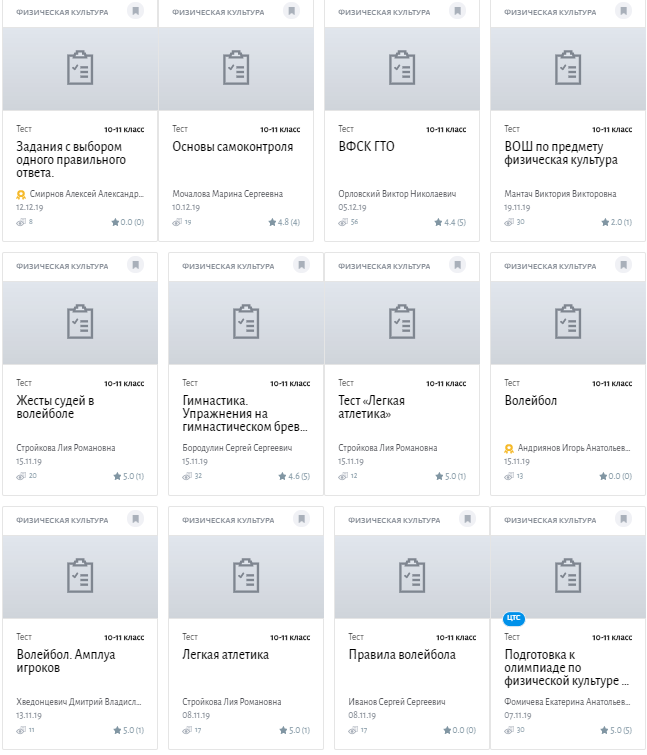 ФИЗИЧЕСКАЯ КУЛЬТУРА
Тест
10-11 класс
Задания с выбором
одного правильного
ответа.
Смирнов Алексей Александр...
12.12.19
8
0.0 (0)
ФИЗИЧЕСКАЯ КУЛЬТУРА
Тест
10-11 класс
Основы самоконтроля
Мочалова Марина Сергеевна
10.12.19
19
4.8 (4)
ФИЗИЧЕСКАЯ КУЛЬТУРА
Тест
10-11 класс
ВФСК ГТО
Орловский Виктор Николаевич
05.12.19
56
4.4 (5)
ФИЗИЧЕСКАЯ КУЛЬТУРА
Тест
10-11 класс
ВОШ по предмету
физическая культура
Мантач Виктория Викторовна
19.11.19
30
2.0 (1)
ФИЗИЧЕСКАЯ КУЛЬТУРА
Тест
10-11 класс
Жесты судей в
волейболе
Стройкова Лия Романовна
15.11.19
20
5.0 (1)
ФИЗИЧЕСКАЯ КУЛЬТУРА
Тест
10-11 класс
Гимнастика.
Упражнения на
гимнастическом брев...
Бородулин Сергей Сергеевич
15.11.19
32
4.6 (5)
ФИЗИЧЕСКАЯ КУЛЬТУРА
Тест
10-11 класс
Тест «Легкая
атлетика»
Стройкова Лия Романовна
15.11.19
12
5.0 (1)
ФИЗИЧЕСКАЯ КУЛЬТУРА
Тест
10-11 класс
Волейбол
Андриянов Игорь Анатольев...
15.11.19
13
0.0 (0)
ФИЗИЧЕСКАЯ КУЛЬТУРА
Тест
10-11 класс
Волейбол. Амплуа
игроков
Хведонцевич Дмитрий Владисл...
13.11.19
11
5.0 (1)
ФИЗИЧЕСКАЯ КУЛЬТУРА
Тест
10-11 класс
Легкая атлетика
Стройкова Лия Романовна
08.11.19
17
5.0 (1)
ФИЗИЧЕСКАЯ КУЛЬТУРА
Тест
10-11 класс
Правила волейбола
Иванов Сергей Сергеевич
08.11.19
17
0.0 (0)
ФИЗИЧЕСКАЯ КУЛЬТУРА
ЦТС
Тест
10-11 класс
Подготовка к
олимпиаде по
физической культуре ...
Фомичева Екатерина Анатольев...
07.11.19
30
5.0 (5)